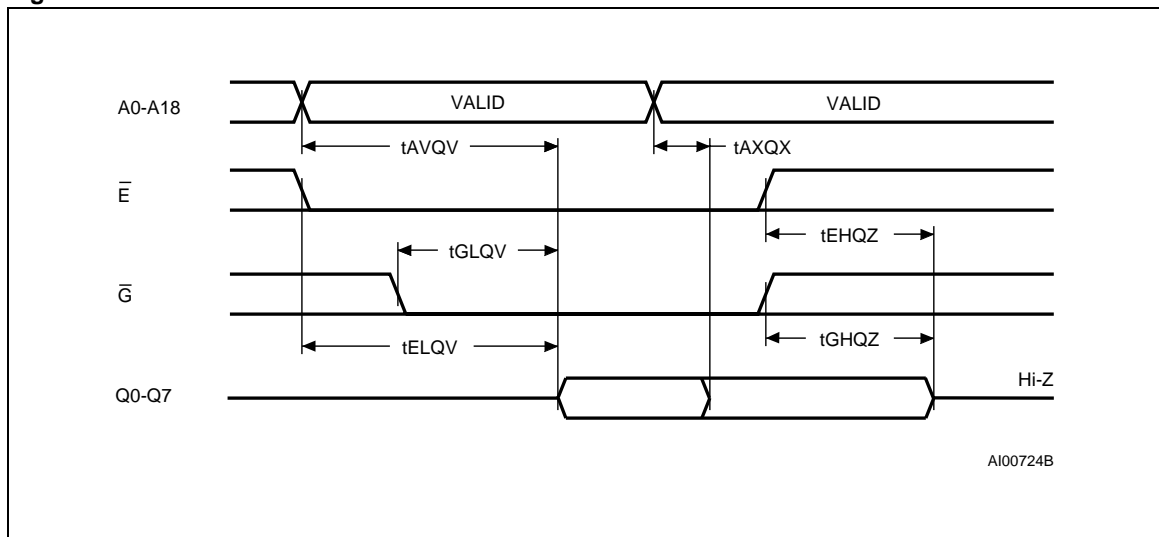 A0-A18
VALID
VALID
tAVQV
tAXQX
E̅
tEHQZ
tGLQV
G̅
tGHQZ
tELQV
Q0-Q7
Hi-Z
AI00724B